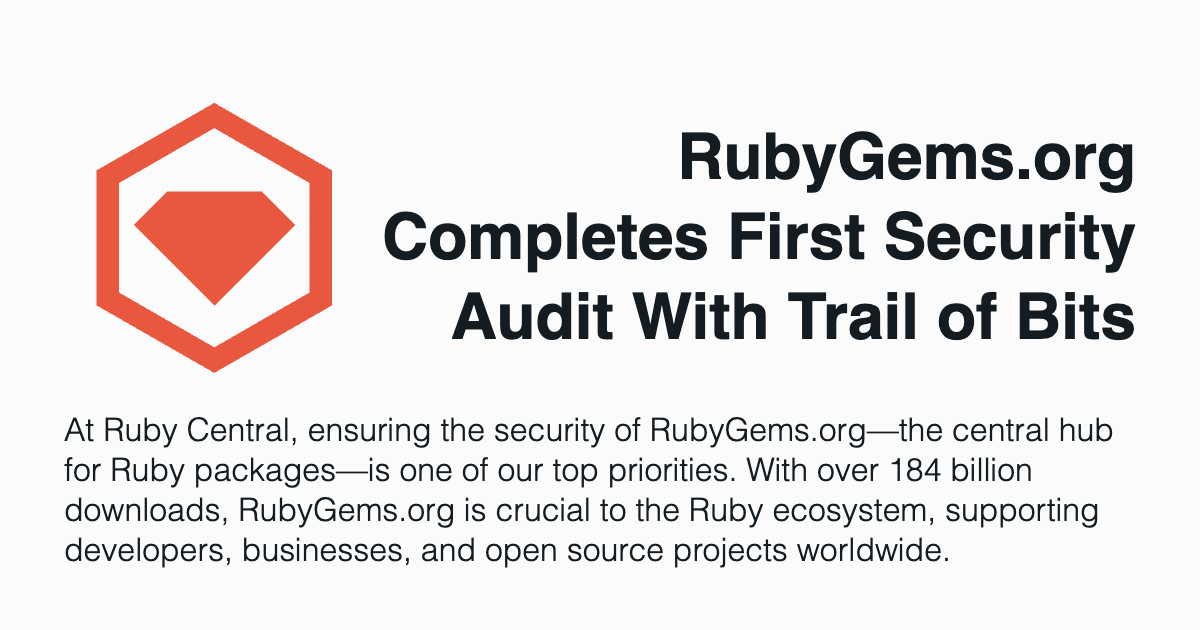 RubyGems.org
Completes First Security
Audit With Trail of Bits
At Ruby Central, ensuring the security of RubyGems.org—the central hub
for Ruby packages—is one of our top priorities. With over 184 billion
downloads, RubyGems.org is crucial to the Ruby ecosystem, supporting
developers, businesses, and open source projects worldwide.